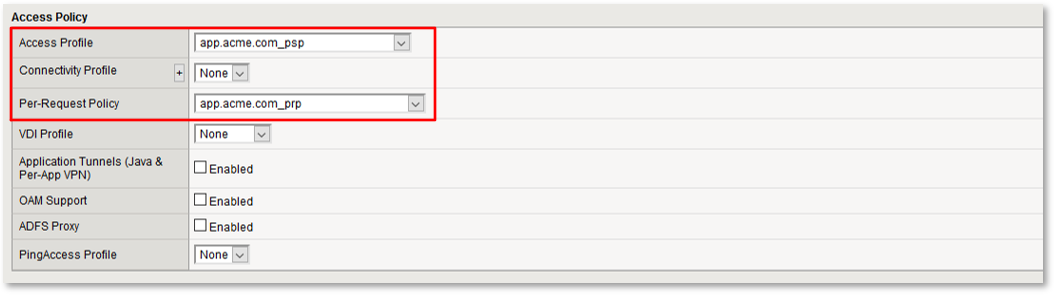 Access Policy
Access Profile app.acme.com_psp
Connectivity Profile + None
Per-Request Policy app.acme.com_prp
VDI Profile None
Application Tunnels (Java &
Per-App VPN) Enabled
OAM Support Enabled
ADFS Proxy Enabled
PingAccess Profile None